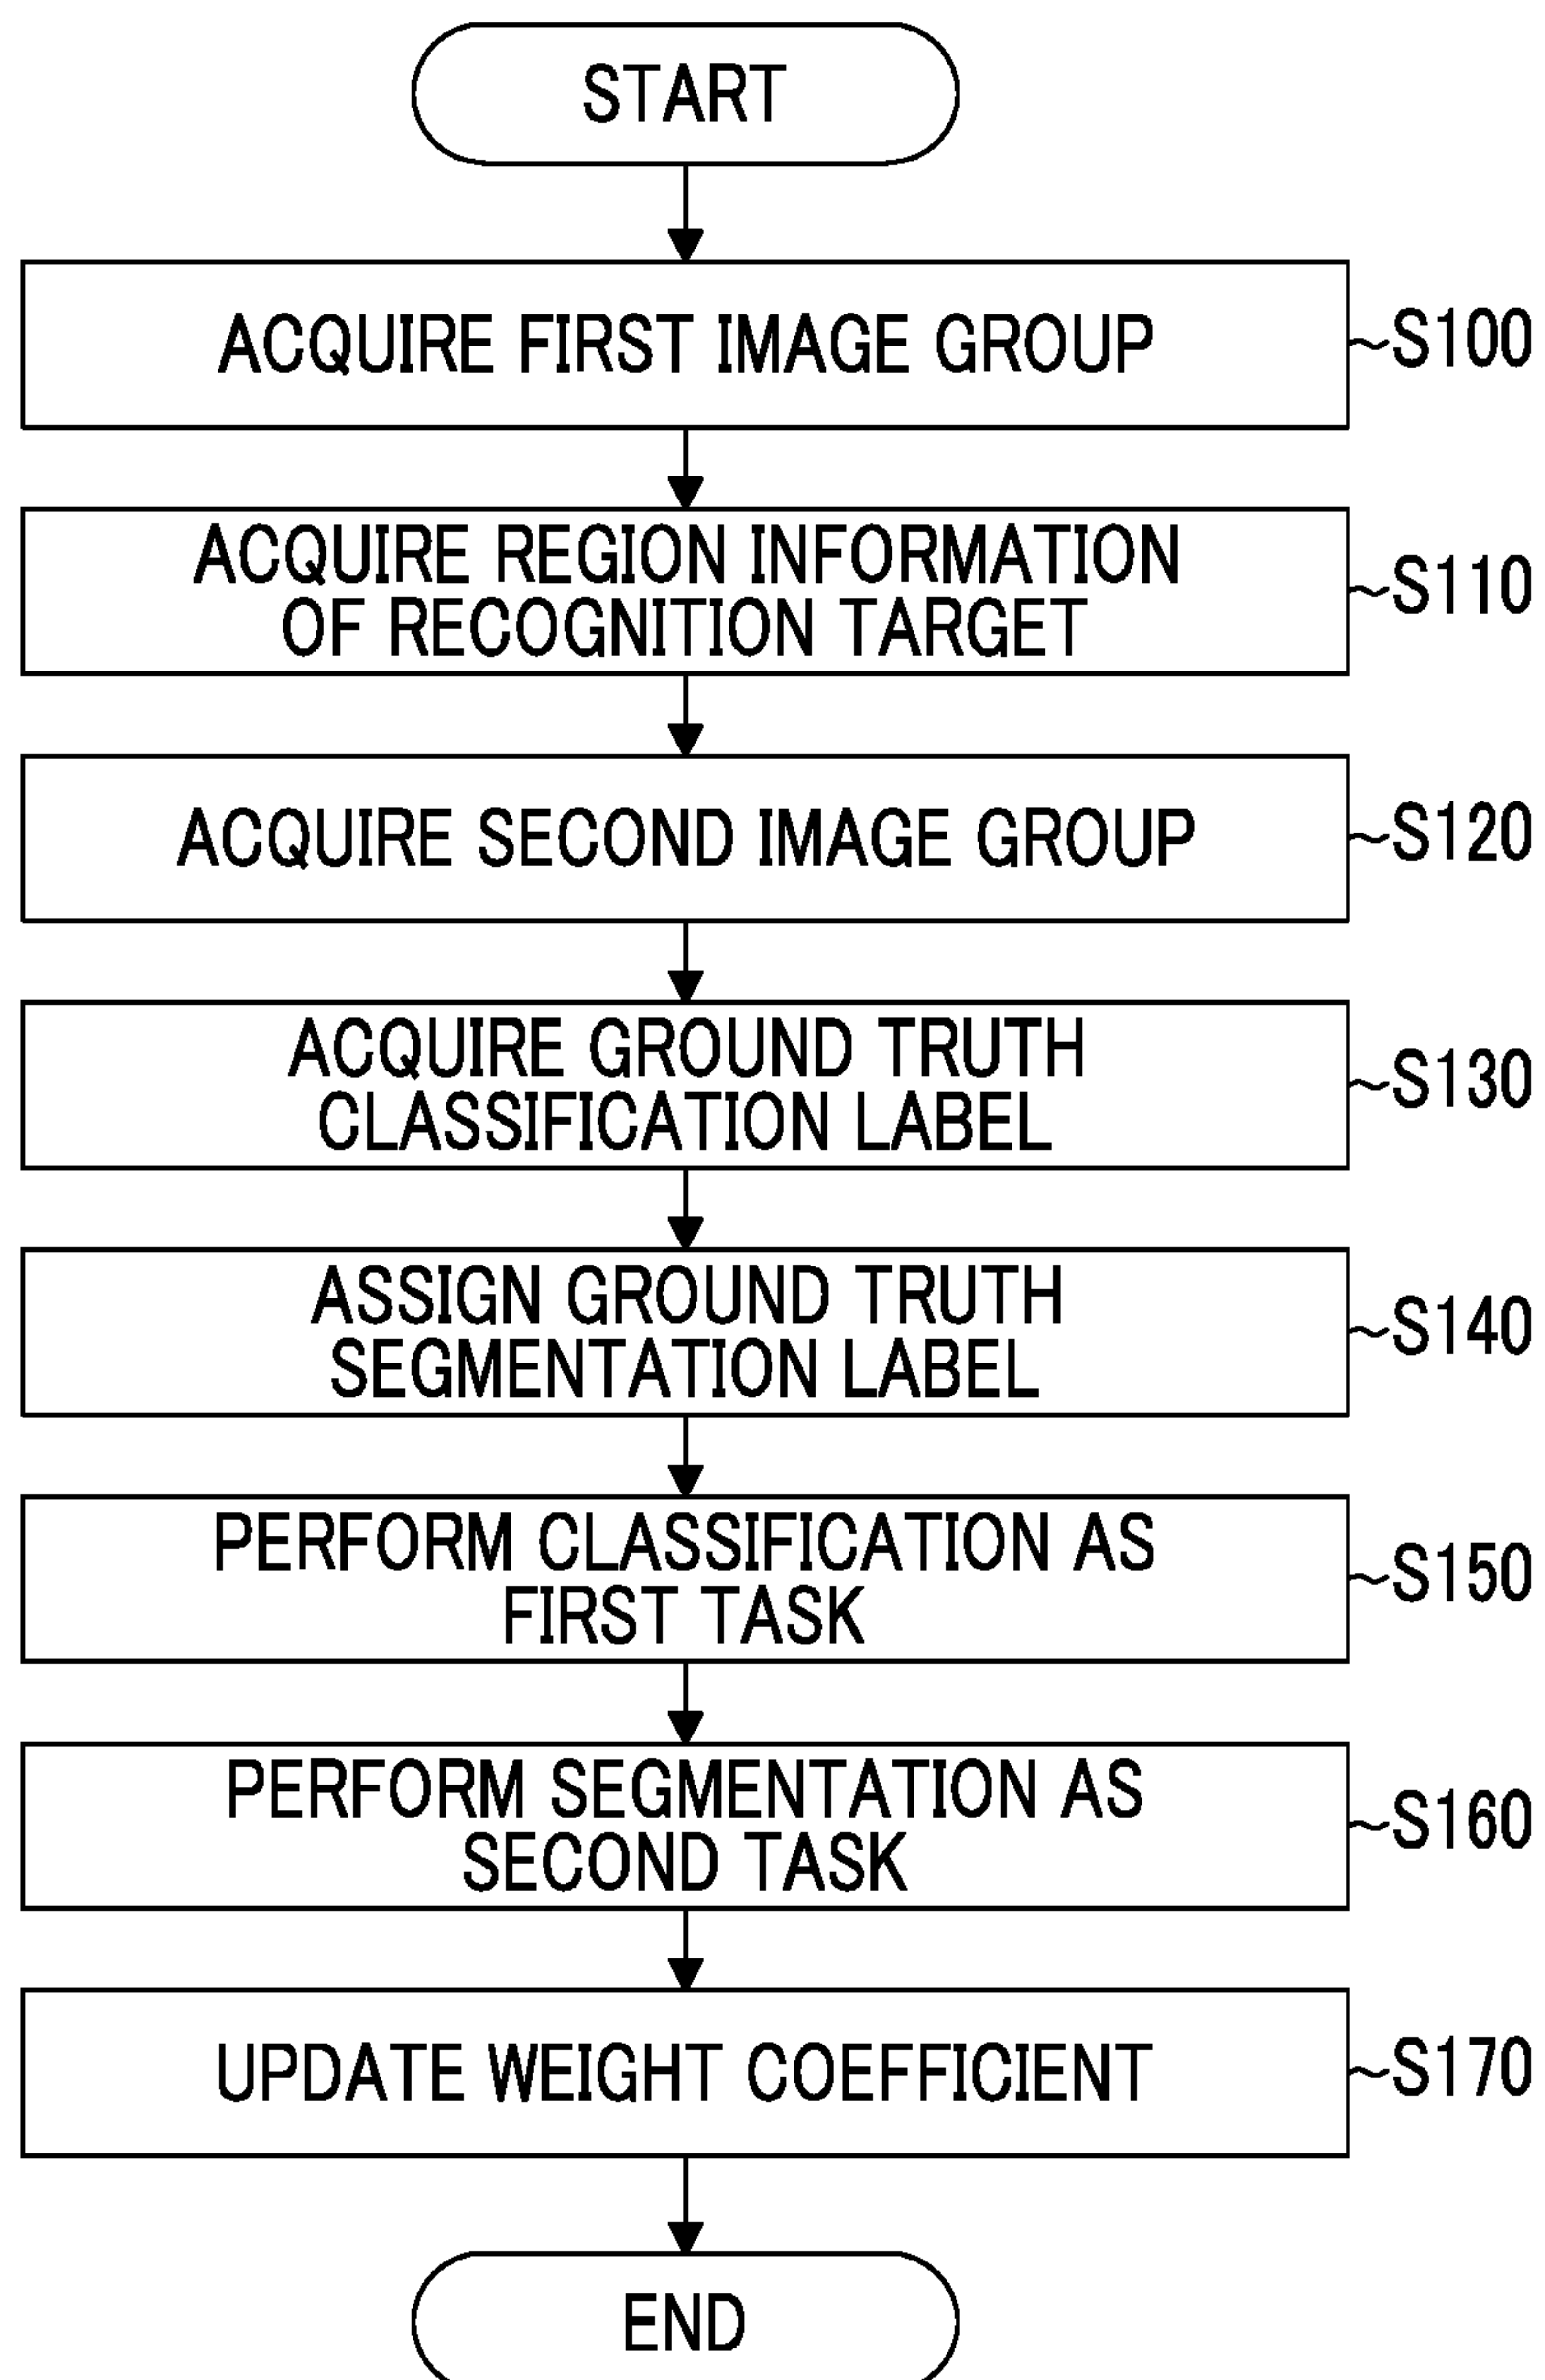 START
ACQUIRE FIRST IMAGE GROUP
S100
ACQUIRE REGION INFORMATION
OF RECOGNITION TARGET
S110
ACQUIRE SECOND IMAGE GROUP
S120
ACQUIRE GROUND TRUTH
CLASSIFICATION LABEL
S130
ASSIGN GROUND TRUTH
SEGMENTATION LABEL
S140
PERFORM CLASSIFICATION AS
FIRST TASK
S150
PERFORM SEGMENTATION AS
SECOND TASK
S160
UPDATE WEIGHT COEFFICIENT
S170
END